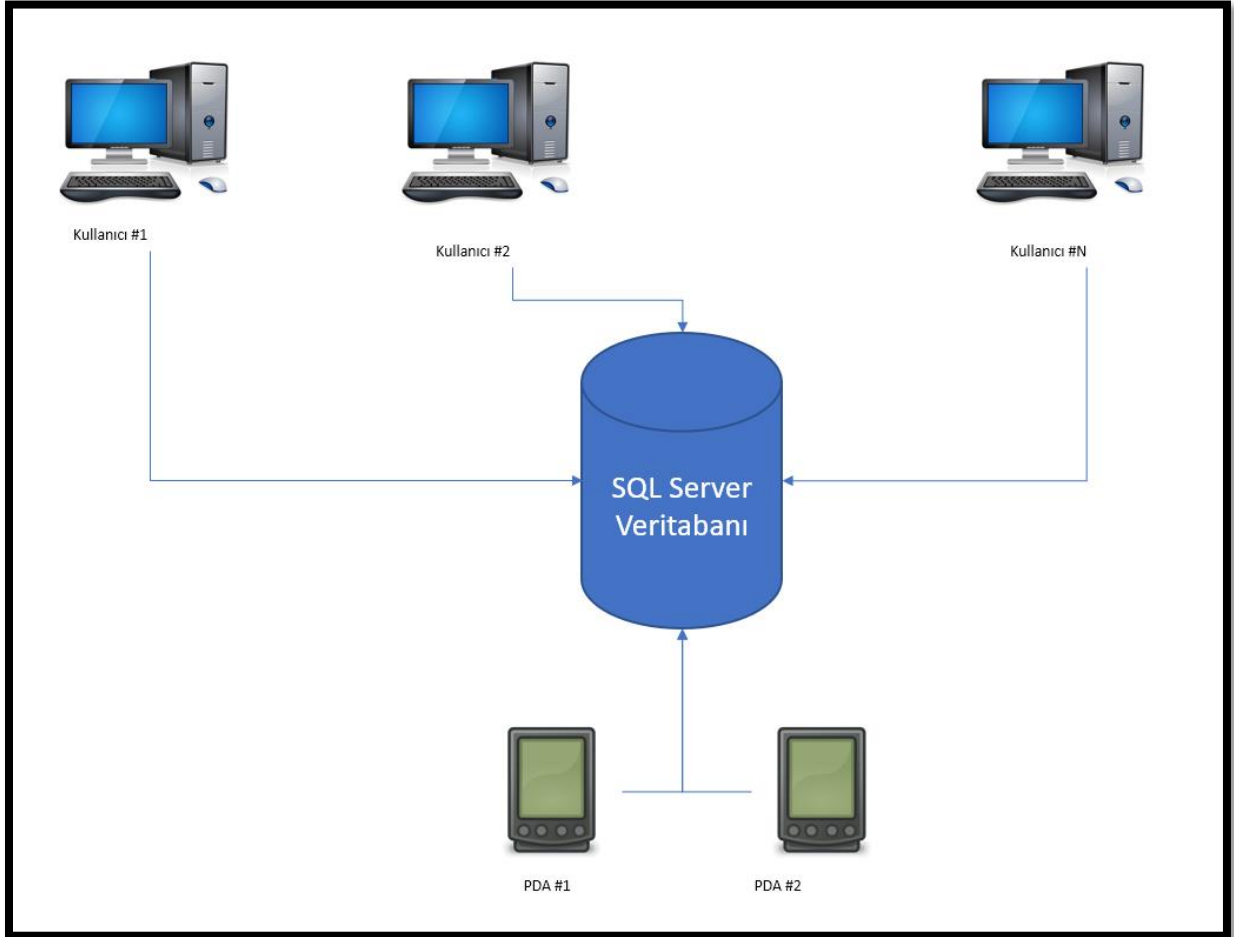 Kullanıcı #1
Kullanıcı #2
Kullanıcı #N
SQL Server
Veritabanı
PDA #1
PDA #2